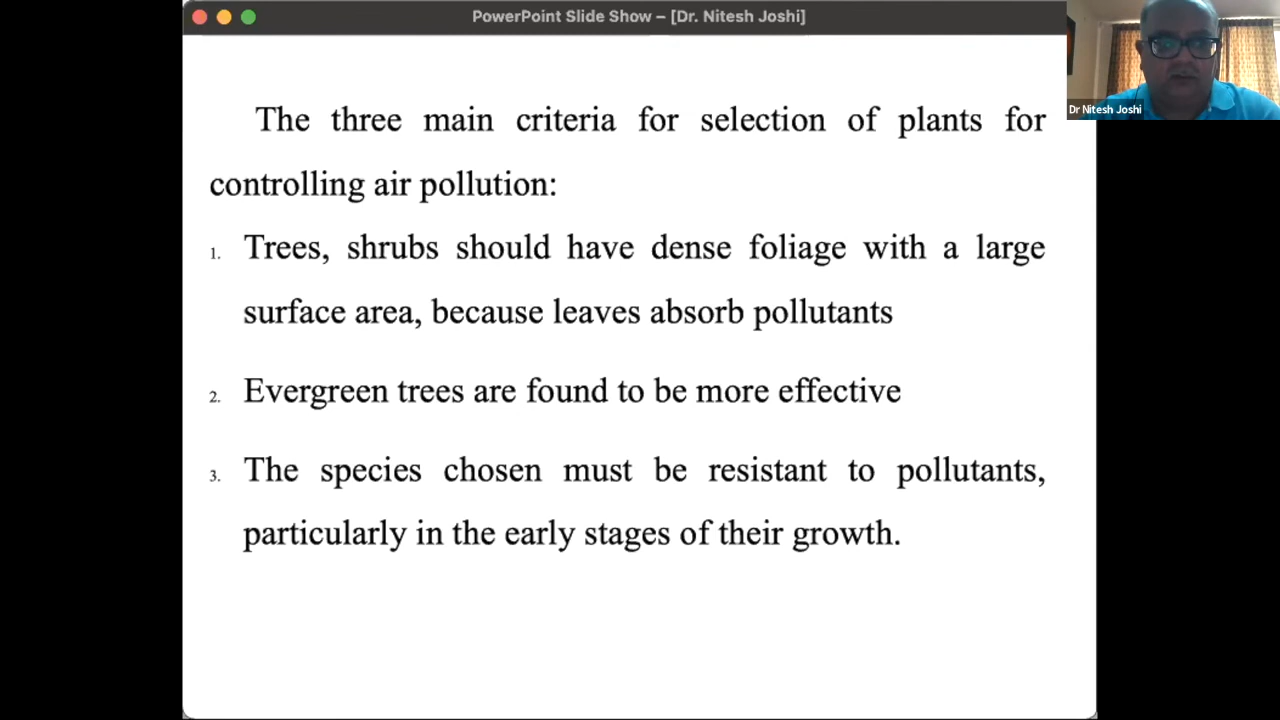 PowerPoint Slide Show – [Dr. Nitesh Joshi]
Dr Nitesh Joshi
The three main criteria for selection of plants for
controlling air pollution:
1. Trees, shrubs should have dense foliage with a large
surface area, because leaves absorb pollutants
2. Evergreen trees are found to be more effective
3. The species chosen must be resistant to pollutants,
particularly in the early stages of their growth.